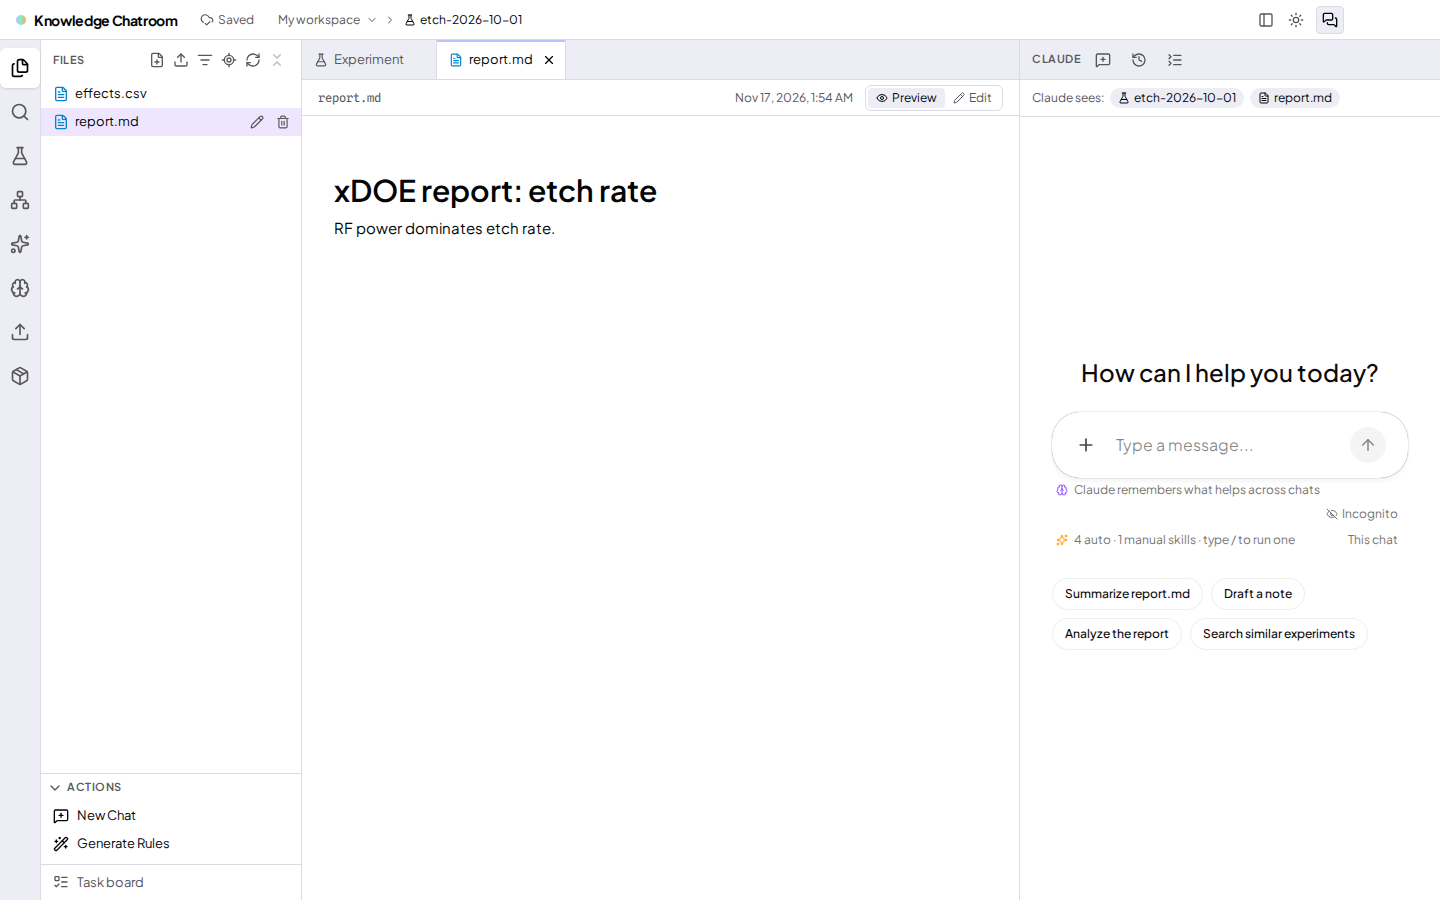 Knowledge Chatroom
Saved
My workspace
etch-2026-10-01
FILES
effects.csv
report.md
Experiment
report.md
report.md
Nov 17, 2026, 1:54 AM
Preview
Edit
xDOE report: etch rate
RF power dominates etch rate.
CLAUDE
Claude sees:
etch-2026-10-01
report.md
How can I help you today?
Type a message...
Claude remembers what helps across chats
Incognito
4 auto · 1 manual skills · type / to run one
This chat
Summarize report.md
Draft a note
Analyze the report
Search similar experiments
ACTIONS
New Chat
Generate Rules
Task board